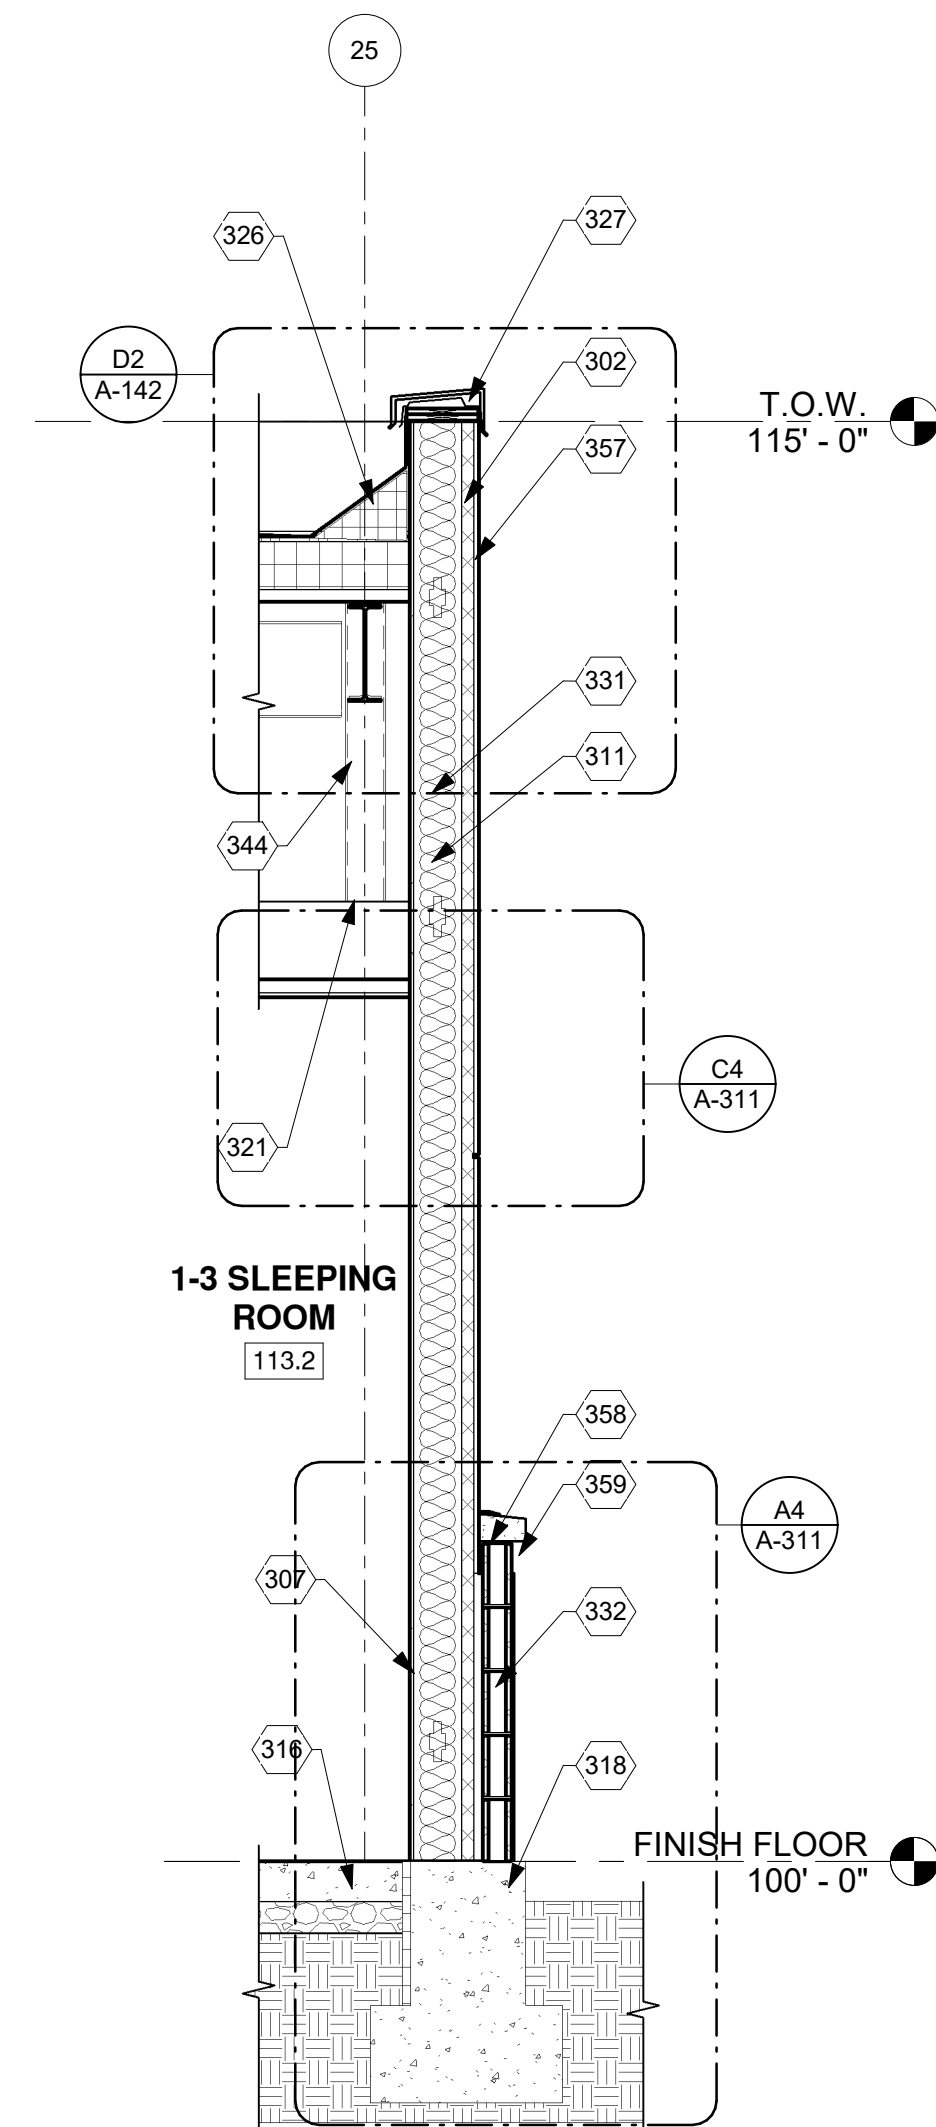 25
326
327
D2
A-142
302
T.O.W.
115' - 0"
357
331
311
344
C4
A-311
321
1-3 SLEEPING
ROOM
113.2
358
359
A4
A-311
307
332
316
318
FINISH FLOOR
100' - 0"